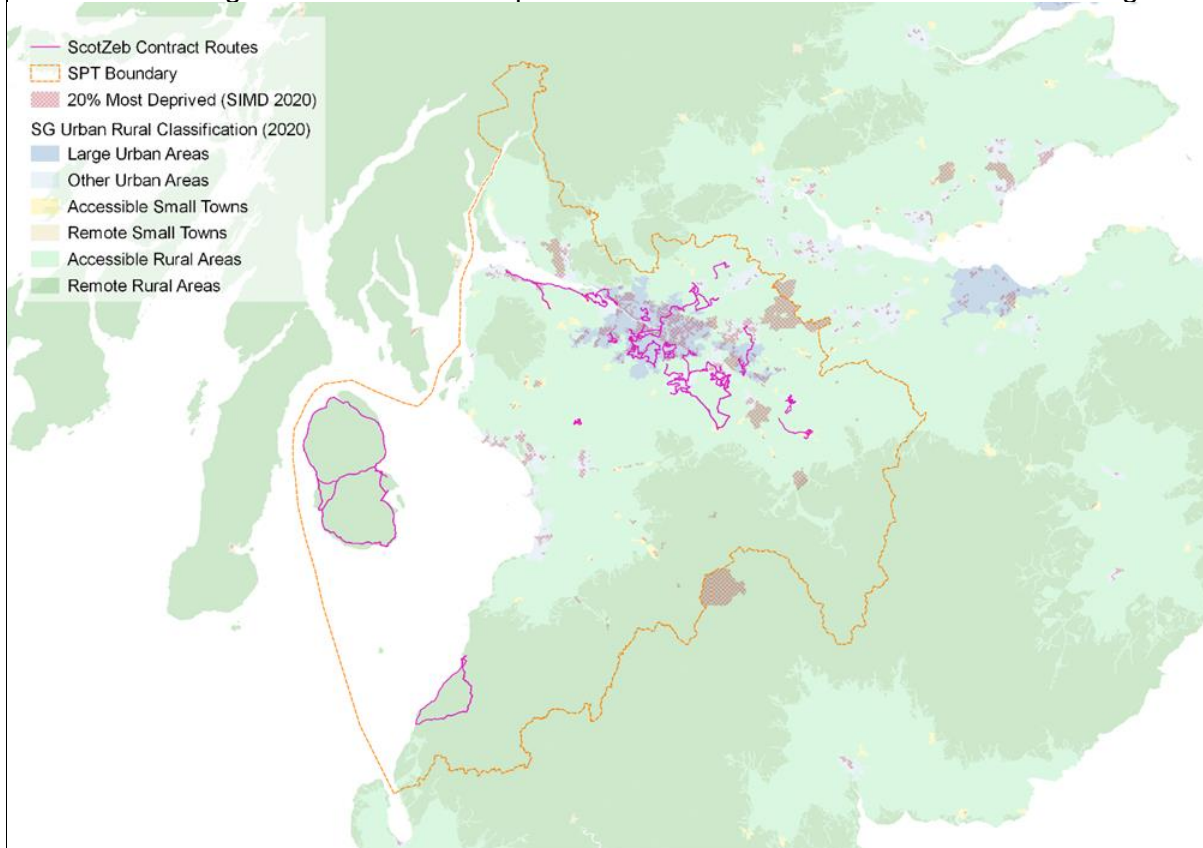 ScotZeb Contract Routes
SPT Boundary
20% Most Deprived (SIMD 2020)
SG Urban Rural Classification (2020)
Large Urban Areas
Other Urban Areas
Accessible Small Towns
Remote Small Towns
Accessible Rural Areas
Remote Rural Areas